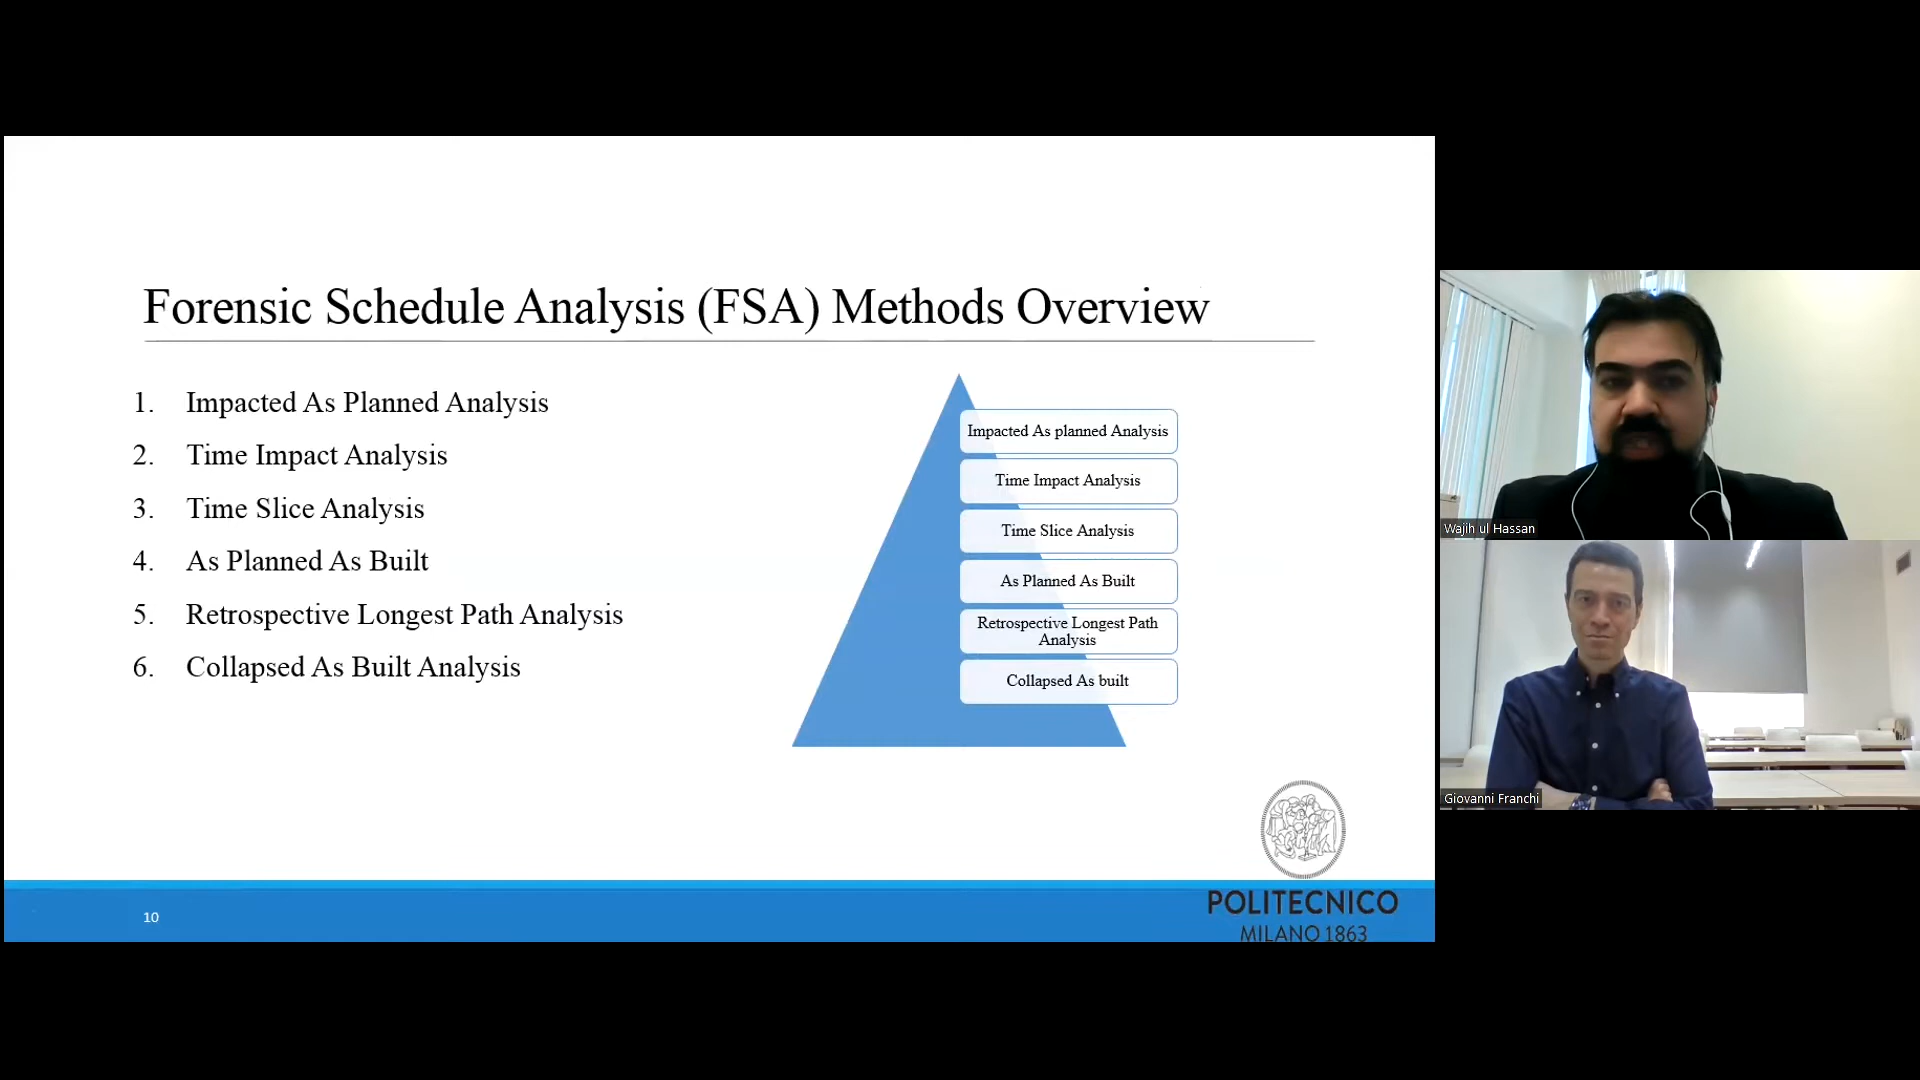 Forensic Schedule Analysis (FSA) Methods Overview
1. Impacted As Planned Analysis
2. Time Impact Analysis
3. Time Slice Analysis
4. As Planned As Built
5. Retrospective Longest Path Analysis
6. Collapsed As Built Analysis
Impacted As planned Analysis
Time Impact Analysis
Time Slice Analysis
As Planned As Built
Retrospective Longest Path
Analysis
Collapsed As built
10
POLITECNICO
MILANO 1863
Wajih ul Hassan
Giovanni Franchi